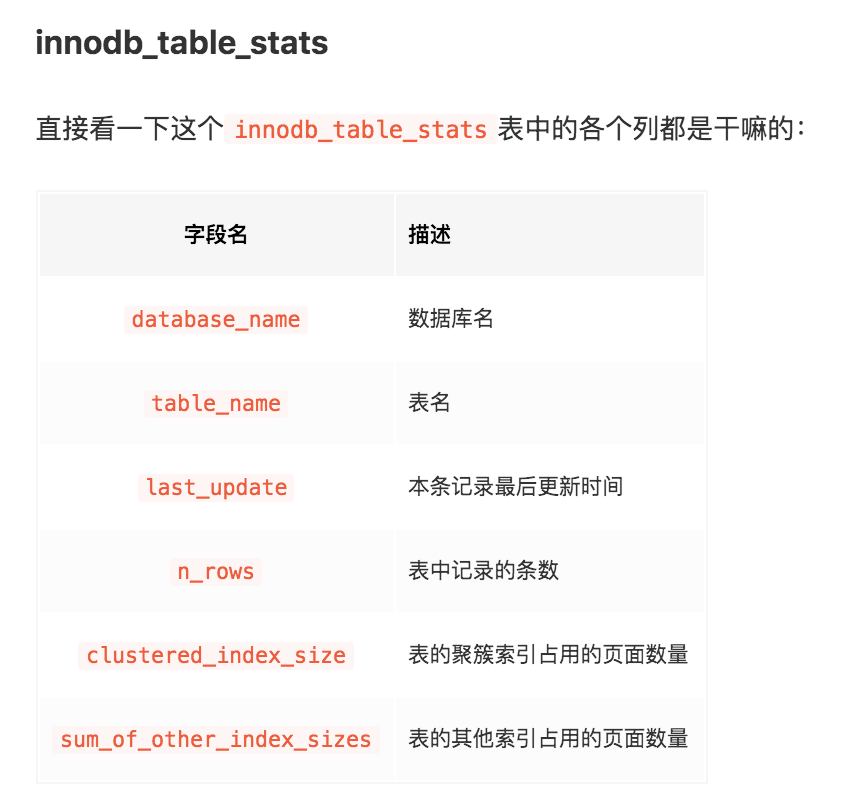 innodb_table_stats
直接看一下这个 innodb_table_stats 表中的各个列都是干嘛的：
字段名 描述
database_name 数据库名
table_name 表名
last_update 本条记录最后更新时间
n_rows 表中记录的条数
clustered_index_size 表的聚簇索引占用的页面数量
sum_of_other_index_sizes 表的其他索引占用的页面数量